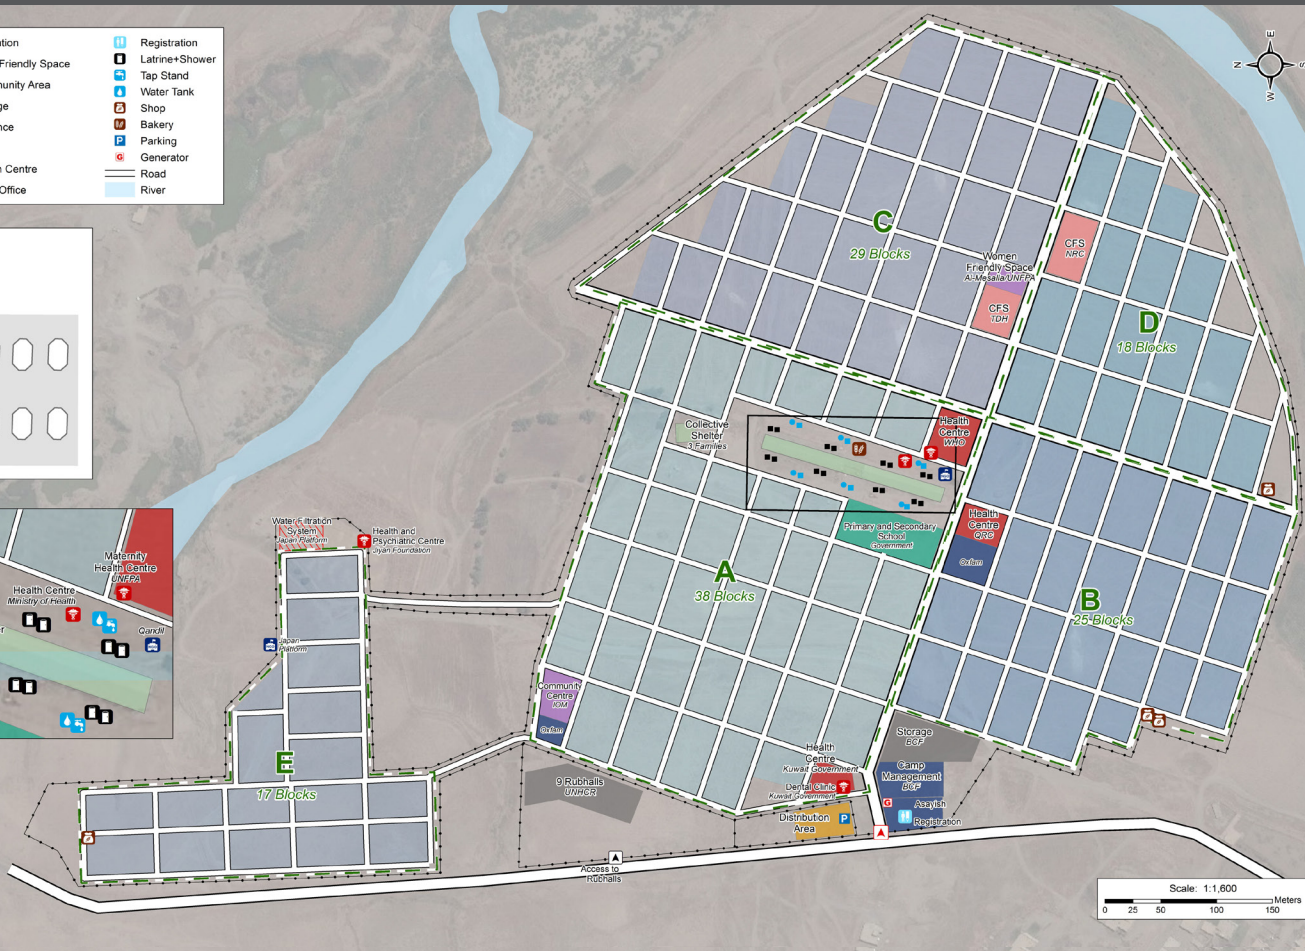 tion
Friendly Space
unity Area
ge
nce
Centre
Office
Registration
Latrine+Shower
Tap Stand
Water Tank
Shop
Bakery
P
Parking
G
Generator
Road
River
E
N
S
W
C
29 Blocks
Women
Friendly Space
Al-Mesalla/UNFPA
CFS
TDH
CFS
NRC
D
18 Blocks
Collective
Shelter
3 Families
Health
Centre
WHO
Primary and Secondary
School
Government
Health
Centre
QRC
Oxfam
A
38 Blocks
B
25 Blocks
Water Filtration
System
Japan Platform
Health and
Psychiatric Centre
Jiyan Foundation
Japan
Platform
Maternity
Health Centre
UNFPA
Health Centre
Ministry of Health
Qandil
Community
Centre
IOM
Oxfam
E
17 Blocks
9 Rubhalls
UNHCR
Storage
BCF
Camp
Management
BCF
Health
Centre
Kuwait Government
Dental Clinic
Kuwait Government
Distribution
Area
P
G
Asayish
Registration
Access to
Rubhalls
Scale: 1:1,600
Meters
0 25 50 100 150